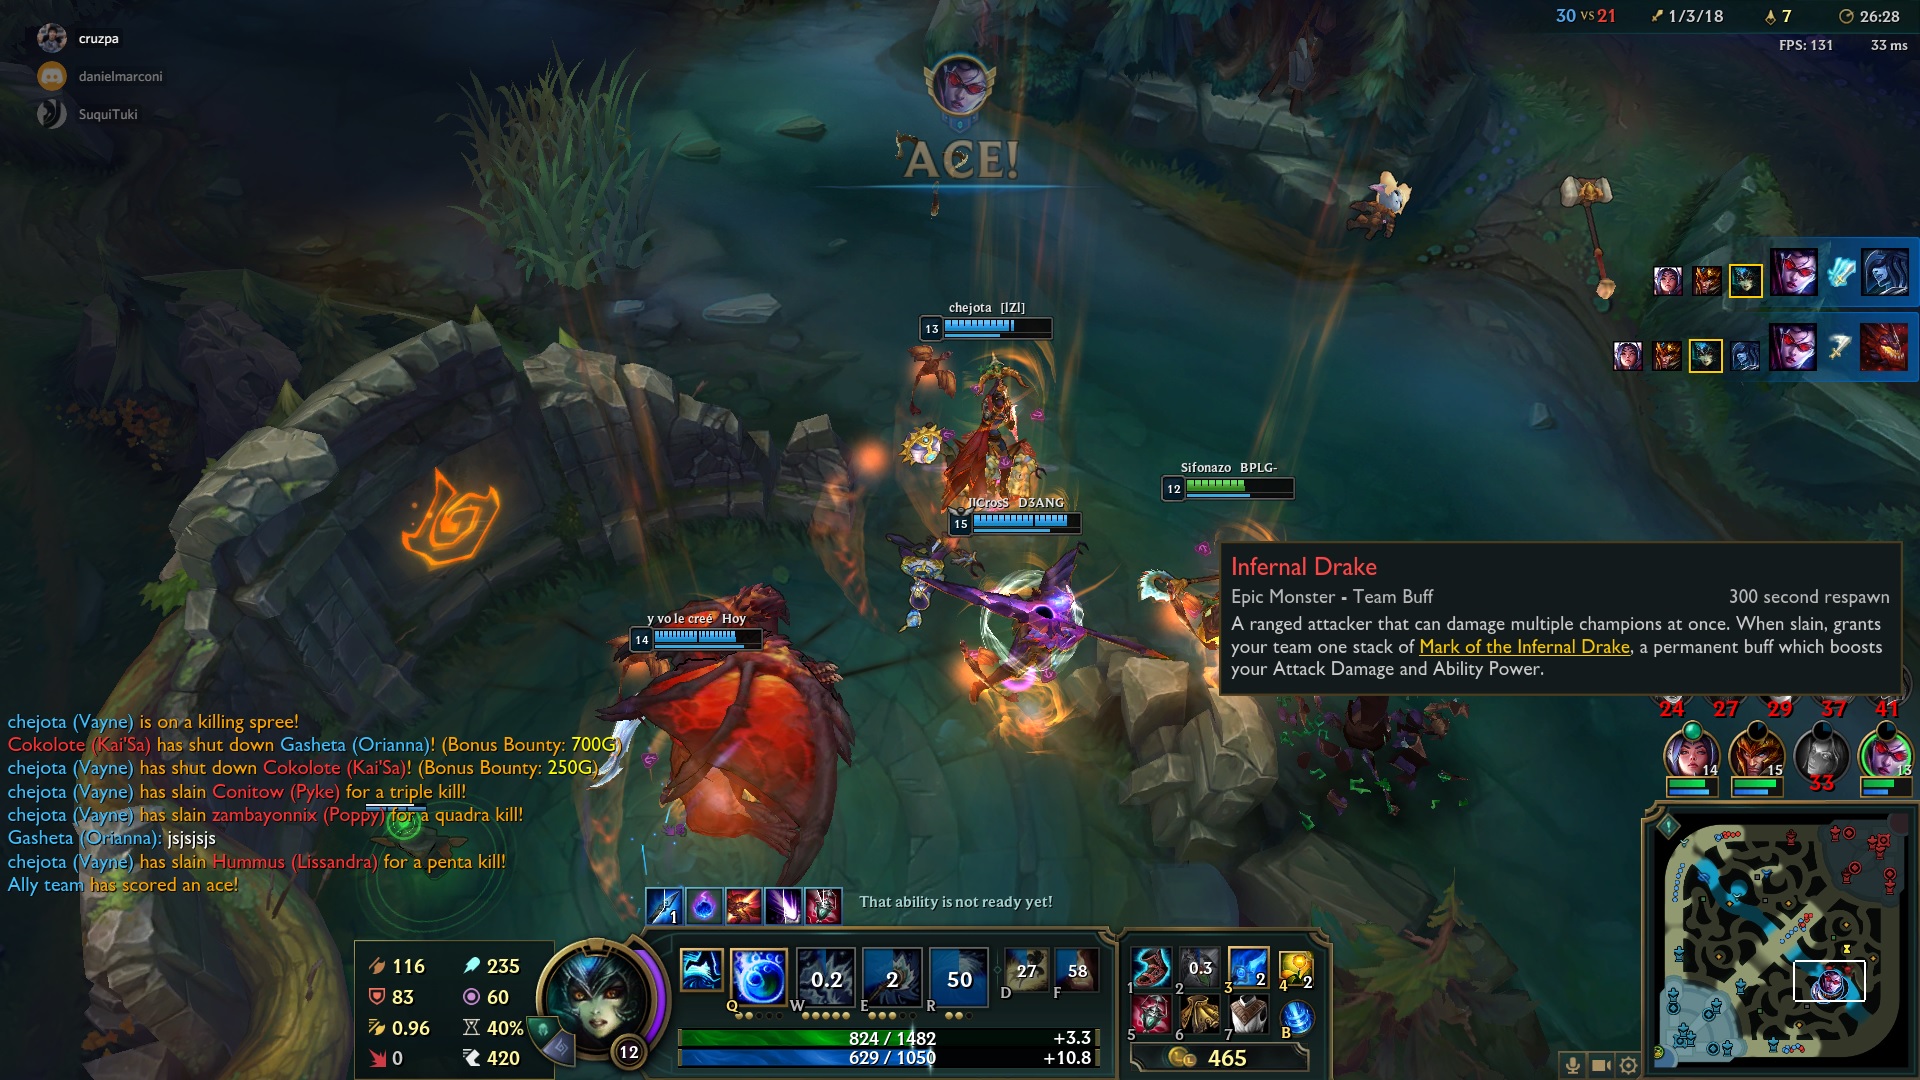 cruzpa
danielmarconi
SuquiTuki
30 VS 21
1/3/18
7
26:28
FPS: 131
33 ms
ACE!
chejota [lZl]
13
Sifonazo BPLG-
12
D3ANG
15
y vo le creé Hoy
14
Infernal Drake
Epic Monster - Team Buff
300 second respawn
A ranged attacker that can damage multiple champions at once. When slain, grants
your team one stack of Mark of the Infernal Drake, a permanent buff which boosts
your Attack Damage and Ability Power.
24 27 29 37 41
14 15 33 13
chejota (Vayne) is on a killing spree!
Cokolote (Kai'Sa) has shut down Gasheta (Orianna)! (Bonus Bounty: 700G)
chejota (Vayne) has shut down Cokolote (Kai'Sa)! (Bonus Bounty: 250G)
chejota (Vayne) has slain Conitow (Pyke) for a triple kill!
chejota (Vayne) has slain zambayonnix (Poppy) for a quadra kill!
Gasheta (Orianna): jsjsjsjs
chejota (Vayne) has slain Hummus (Lissandra) for a penta kill!
Ally team has scored an ace!
1
That ability is not ready yet!
116 235
83 60
0.96 40%
0 420
12
Q W 0.2 E 2 R 50 D 27 F 58
824 / 1482 +3.3
629 / 1050 +10.8
1 2 0.3 3 2 4 2
5 6 7 B
465